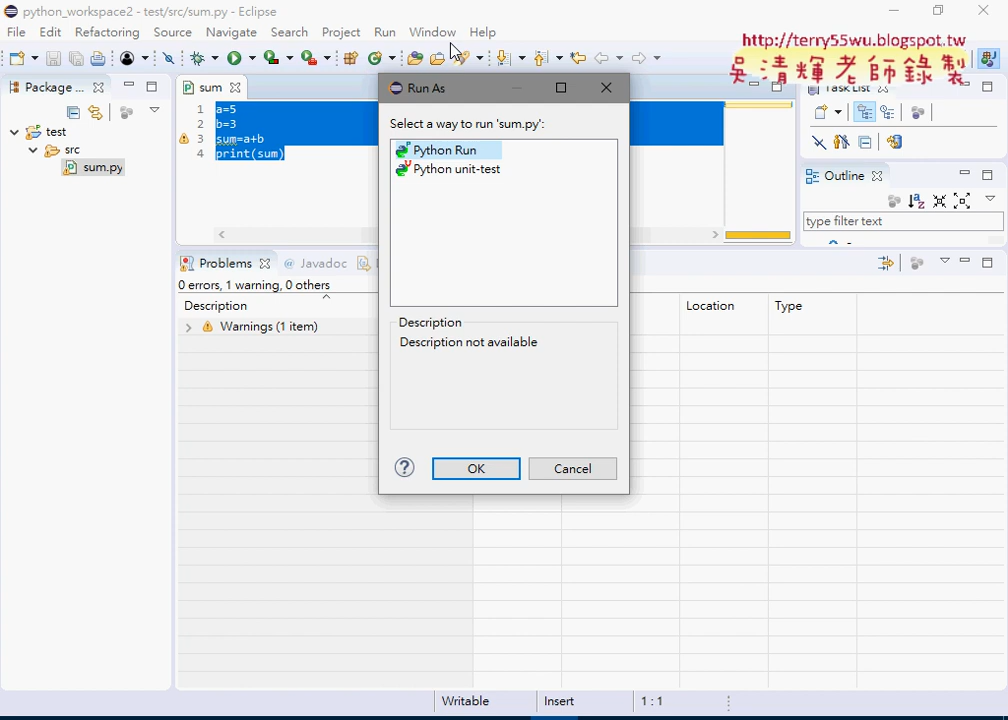 python_workspace2 - test/src/sum.py - Eclipse
File Edit Refactoring Source Navigate Search Project Run Window Help
http://terry55wu.blogspot.tw
吳清輝老師錄製
Package ...
sum
Task List
test
src
sum.py
1 a=5
2 b=3
3 sum=a+b
4 print(sum)
Run As
Select a way to run 'sum.py':
Python Run
Python unit-test
Description
Description not available
OK
Cancel
Outline
type filter text
Problems @ Javadoc
0 errors, 1 warning, 0 others
Description Location Type
Warnings (1 item)
Writable Insert 1 : 1